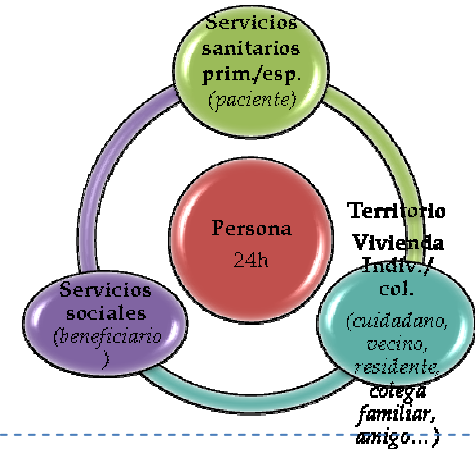 Servicios
sanitarios
prim./esp.
(paciente)
Persona
24h
Territorio
Vivienda
Indiv./
col.
(cuidadano,
vecino,
residente,
colega
familiar,
amigo...)
Servicios
sociales
(beneficiario
)